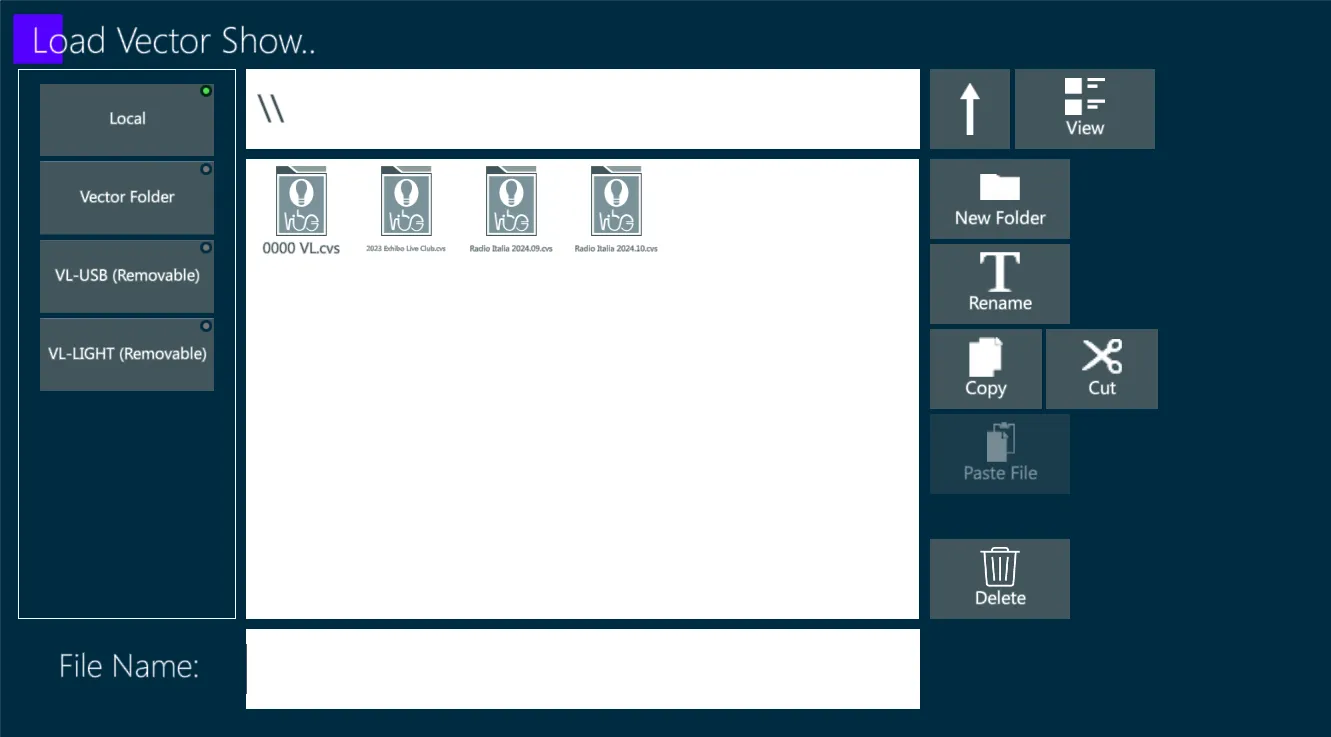 Load Vector Show..
Local
Vector Folder
VL-USB (Removable)
VL-LIGHT (Removable)
\\
View
0000 VL.cvs
2023 Exhibo Live Club.cvs
Radio Italia 2024.09.cvs
Radio Italia 2024.10.cvs
New Folder
Rename
Copy
Cut
Paste File
Delete
File Name: